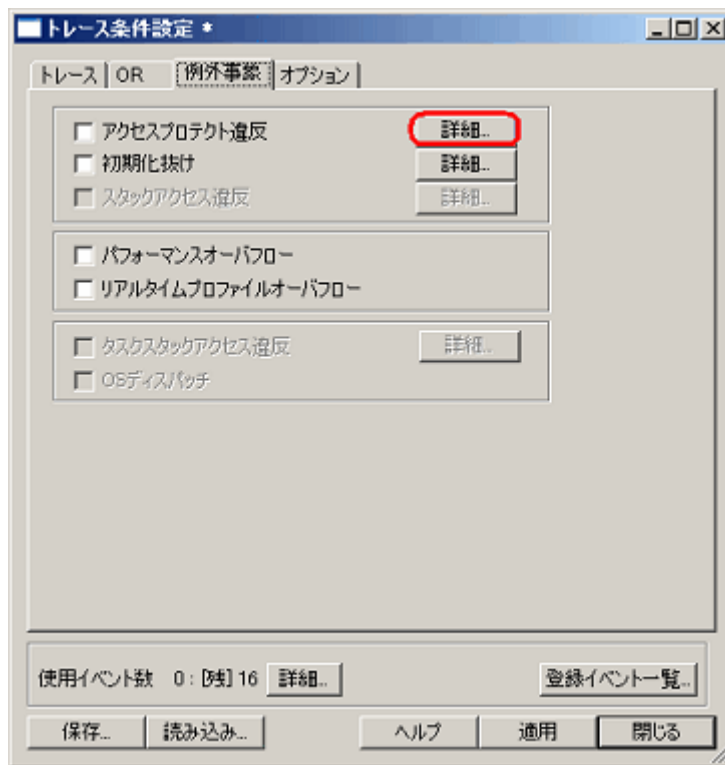 トレース条件設定 *
トレース OR 例外事象 オプション
アクセスプロテクト違反 詳細...
初期化抜け 詳細...
スタックアクセス違反 詳細...
パフォーマンスオーバフロー
リアルタイムプロファイルオーバフロー
タスクスタックアクセス違反 詳細...
OSディスパッチ
使用イベント数 0 : [残] 16 詳細... 登録イベント一覧...
保存... 読み込み... ヘルプ 適用 閉じる